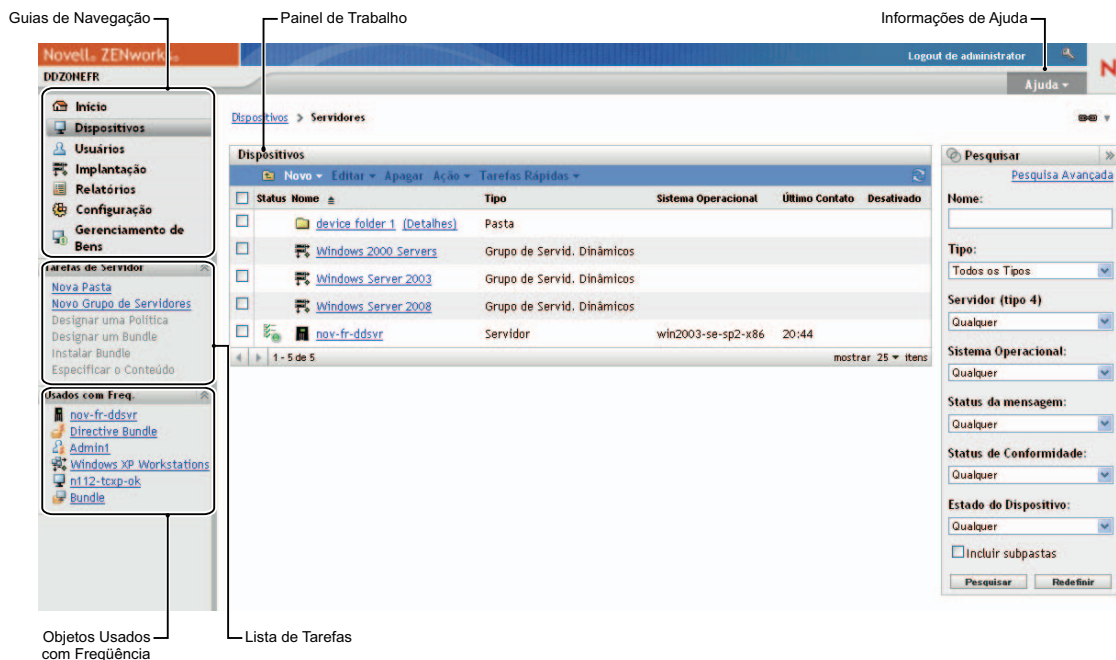 Guias de Navegação
Painel de Trabalho
Informações de Ajuda
Novell® ZENworks®
Logout de administrator
N
DDZONEFR
Ajuda
Início
Dispositivos
Usuários
Implantação
Relatórios
Configuração
Gerenciamento de
Bens
Tarefas de Servidor
Nova Pasta
Novo Grupo de Servidores
Designar uma Política
Designar um Bundle
Instalar Bundle
Especificar o Conteúdo
Usados com Freq.
nov-fr-ddsvr
Directive Bundle
Admin1
Windows XP Workstations
n112-tcxp-ok
Bundle
Dispositivos > Servidores
Dispositivos
Novo Editar Apagar Ação Tarefas Rápidas
Status Nome Tipo Sistema Operacional Último Contato Desativado
device folder 1 (Detalhes) Pasta
Windows 2000 Servers Grupo de Servid. Dinâmicos
Windows Server 2003 Grupo de Servid. Dinâmicos
Windows Server 2008 Grupo de Servid. Dinâmicos
nov-fr-ddsvr Servidor win2003-se-sp2-x86 20:44
1 - 5 de 5 mostrar 25 itens
Pesquisar
Pesquisa Avançada
Nome:
Tipo:
Todos os Tipos
Servidor (tipo 4)
Qualquer
Sistema Operacional:
Qualquer
Status da mensagem:
Qualquer
Status de Conformidade:
Qualquer
Estado do Dispositivo:
Qualquer
Incluir subpastas
Pesquisar Redefinir
Objetos Usados
com Freqüência
Lista de Tarefas